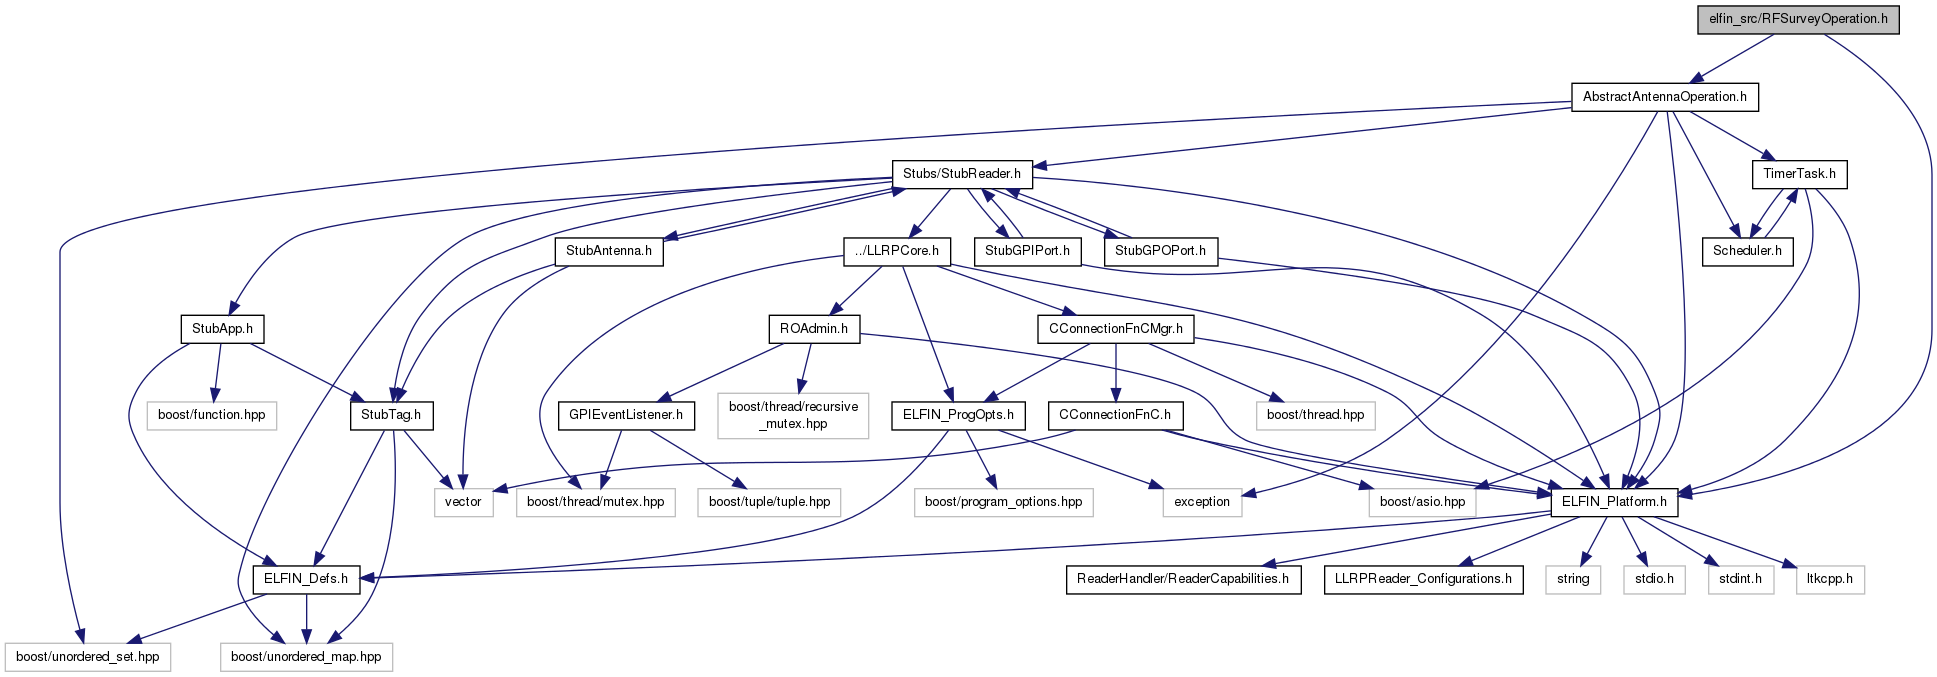 elfin_src/RFSurveyOperation.h
AbstractAntennaOperation.h
Stubs/StubReader.h
TimerTask.h
StubAntenna.h
../LLRPCore.h
StubGPIPort.h
StubGPOPort.h
Scheduler.h
StubApp.h
ROAdmin.h
CConnectionFnCMgr.h
boost/function.hpp
StubTag.h
GPIEventListener.h
boost/thread/recursive
_mutex.hpp
ELFIN_ProgOpts.h
CConnectionFnC.h
boost/thread.hpp
vector
boost/thread/mutex.hpp
boost/tuple/tuple.hpp
boost/program_options.hpp
exception
boost/asio.hpp
ELFIN_Platform.h
ELFIN_Defs.h
ReaderHandler/ReaderCapabilities.h
LLRPReader_Configurations.h
string
stdio.h
stdint.h
ltkcpp.h
boost/unordered_set.hpp
boost/unordered_map.hpp